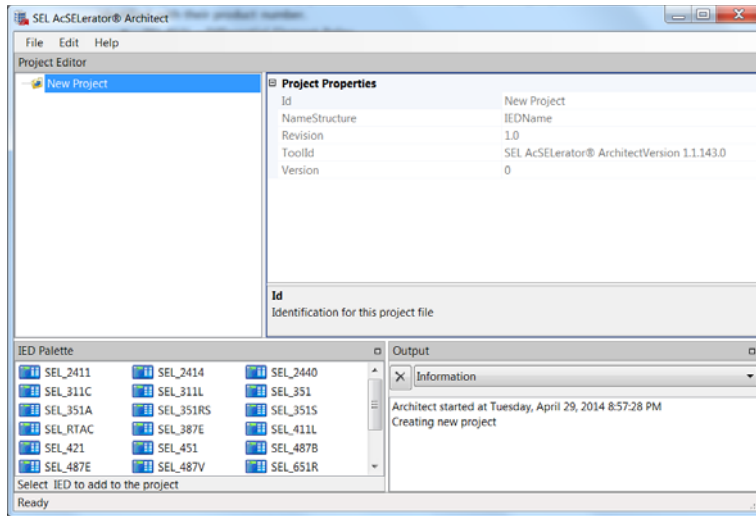 SEL AcSELerator® Architect
with their product number.
File Edit Help
Project Editor
New Project
Project Properties
Id New Project
NameStructure IEDName
Revision 1.0
ToolId SEL AcSELerator® ArchitectVersion 1.1.143.0
Version 0
Id
Identification for this project file
IED Palette
SEL_2411 SEL_2414 SEL_2440
SEL_311C SEL_311L SEL_351
SEL_351A SEL_351RS SEL_351S
SEL_RTAC SEL_387E SEL_411L
SEL_421 SEL_451 SEL_487B
SEL_487E SEL_487V SEL_651R
Select IED to add to the project
Output
Information
Architect started at Tuesday, April 29, 2014 8:57:28 PM
Creating new project
Ready